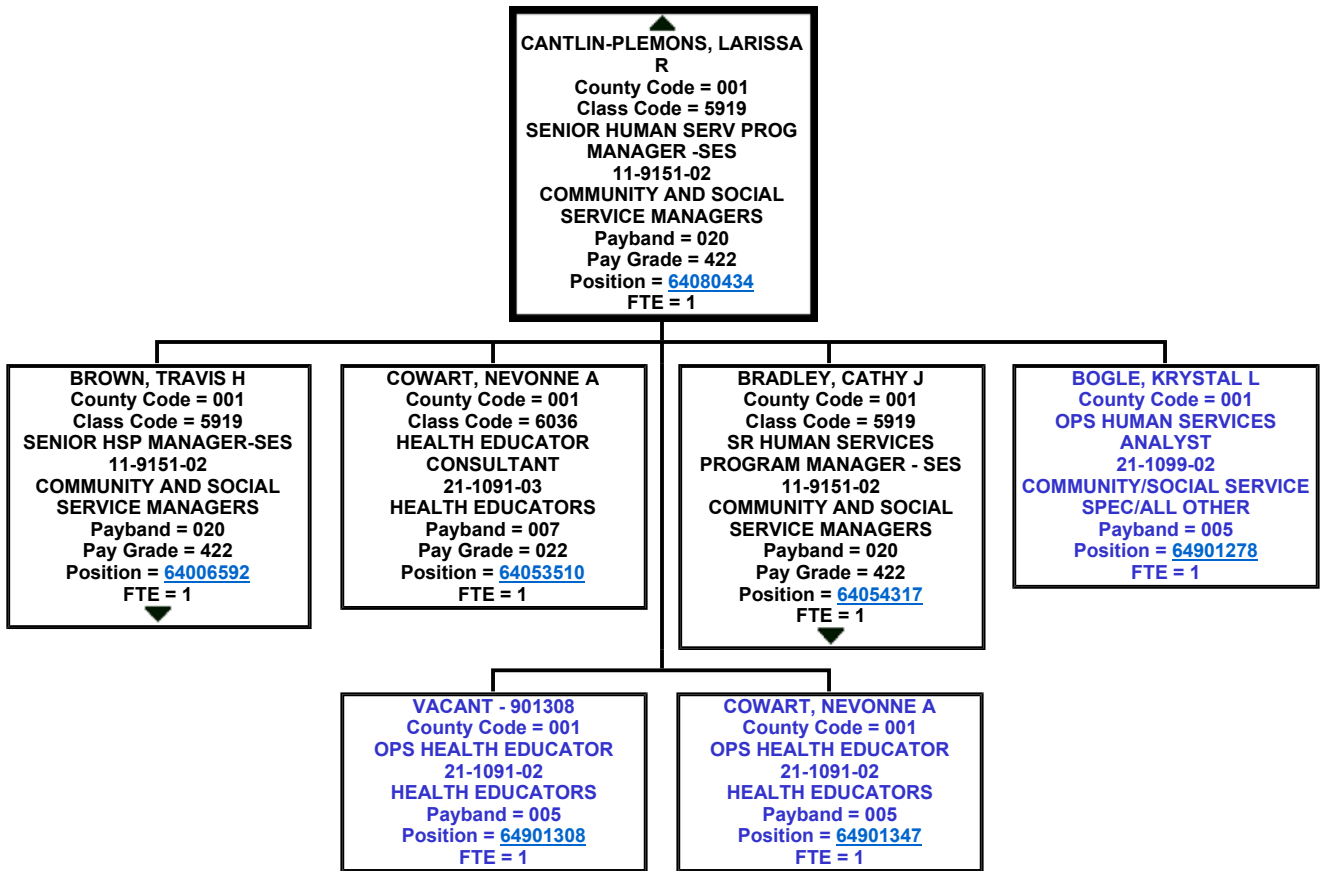 CANTLIN-PLEMONS, LARISSA
R
County Code = 001
Class Code = 5919
SENIOR HUMAN SERV PROG
MANAGER -SES
11-9151-02
COMMUNITY AND SOCIAL
SERVICE MANAGERS
Payband = 020
Pay Grade = 422
Position = 64080434
FTE = 1
BROWN, TRAVIS H
County Code = 001
Class Code = 5919
SENIOR HSP MANAGER-SES
11-9151-02
COMMUNITY AND SOCIAL
SERVICE MANAGERS
Payband = 020
Pay Grade = 422
Position = 64006592
FTE = 1
COWART, NEVONNE A
County Code = 001
Class Code = 6036
HEALTH EDUCATOR
CONSULTANT
21-1091-03
HEALTH EDUCATORS
Payband = 007
Pay Grade = 022
Position = 64053510
FTE = 1
BRADLEY, CATHY J
County Code = 001
Class Code = 5919
SR HUMAN SERVICES
PROGRAM MANAGER - SES
11-9151-02
COMMUNITY AND SOCIAL
SERVICE MANAGERS
Payband = 020
Pay Grade = 422
Position = 64054317
FTE = 1
BOGLE, KRYSTAL L
County Code = 001
OPS HUMAN SERVICES
ANALYST
21-1099-02
COMMUNITY/SOCIAL SERVICE
SPEC/ALL OTHER
Payband = 005
Position = 64901278
FTE = 1
VACANT - 901308
County Code = 001
OPS HEALTH EDUCATOR
21-1091-02
HEALTH EDUCATORS
Payband = 005
Position = 64901308
FTE = 1
COWART, NEVONNE A
County Code = 001
OPS HEALTH EDUCATOR
21-1091-02
HEALTH EDUCATORS
Payband = 005
Position = 64901347
FTE = 1